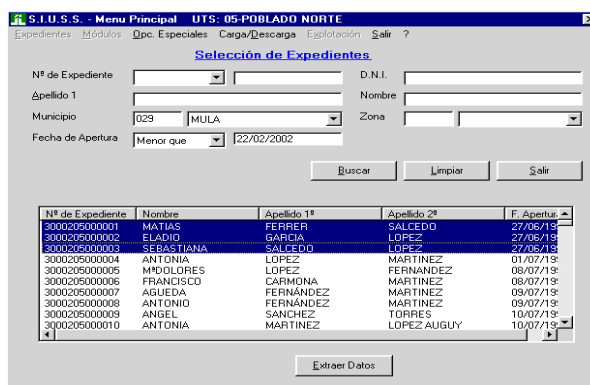 S.I.U.S.S. - Menu Principal UTS: 05-POBLADO NORTE
Expedientes Módulos Opc. Especiales Carga/Descarga Explotación Salir ?
Selección de Expedientes
Nº de Expediente D.N.I.
Apellido 1 Nombre
Municipio 029 MULA Zona
Fecha de Apertura Menor que 22/02/2002
Buscar Limpiar Salir
Nº de Expediente Nombre Apellido 1º Apellido 2º F. Apertur
3000205000001 MATIAS FERRER SALCEDO 27/06/19
3000205000002 ELADIO GARCIA LOPEZ 27/06/19
3000205000003 SEBASTIANA SALCEDO LOPEZ 27/06/19
3000205000004 ANTONIA LOPEZ MARTINEZ 01/07/19
3000205000005 MªDOLORES LOPEZ FERNANDEZ 08/07/19
3000205000006 FRANCISCO CARMONA MARTINEZ 08/07/19
3000205000007 AGUEDA FERNÁNDEZ MARTINEZ 09/07/19
3000205000008 ANTONIO FERNÁNDEZ MARTINEZ 09/07/19
3000205000009 ANGEL SANCHEZ TORRES 10/07/19
3000205000010 ANTONIA MARTINEZ LOPEZ AUGUY 10/07/19
Extraer Datos